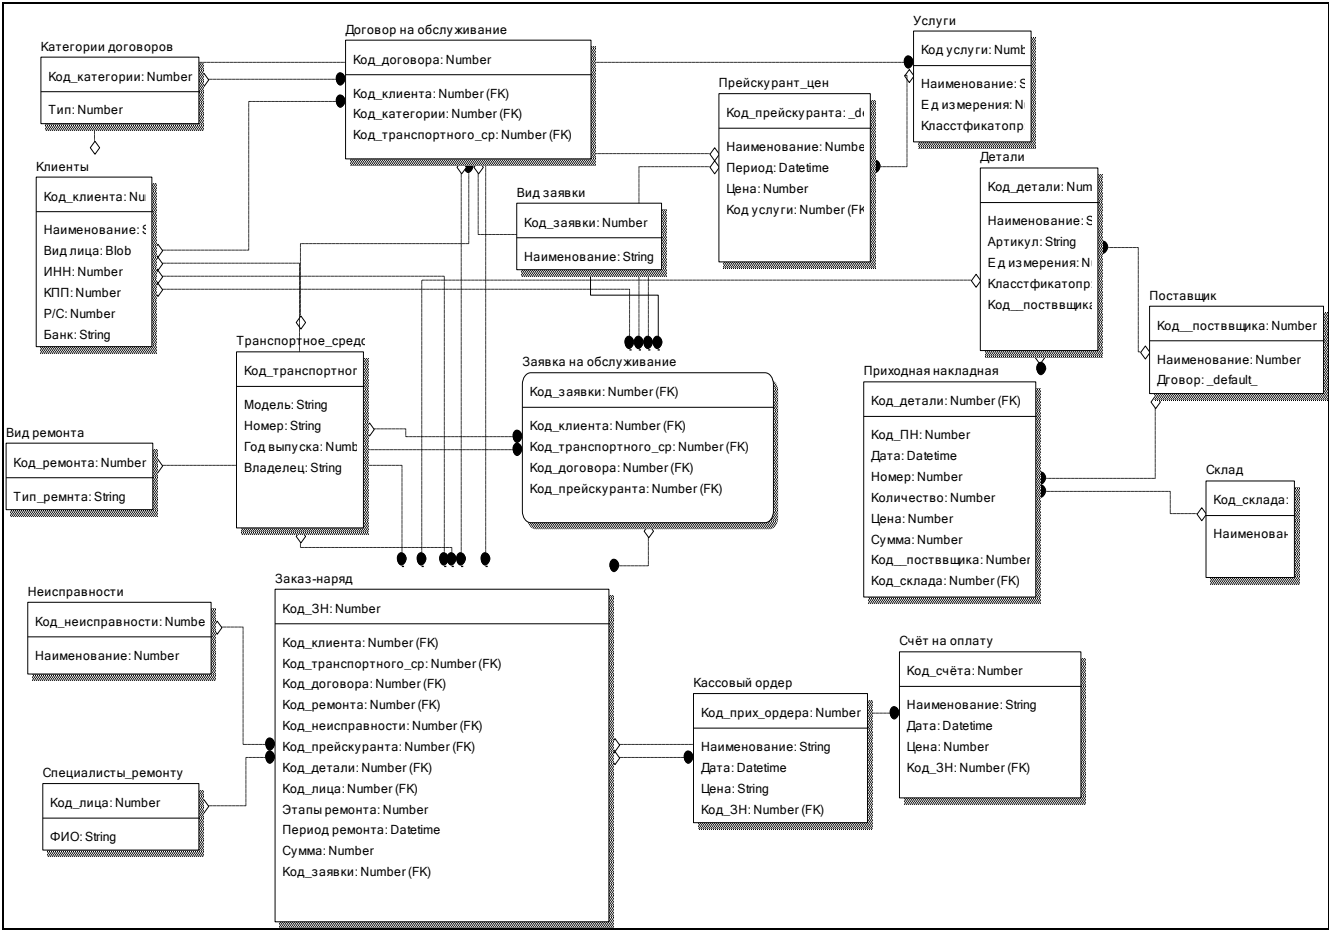 Категории договоров
Код_категории: Number
Тип: Number
Договор на обслуживание
Код_договора: Number
Код_клиента: Number (FK)
Код_категории: Number (FK)
Код_транспортного_ср: Number (FK)
Услуги
Код услуги: Numb
Наименование: S
Ед измерения: N
Класстфикатопр
Прейскурант_цен
Код_прейскуранта: _de
Наименование: Numbe
Период: Datetime
Цена: Number
Код услуги: Number (FK
Клиенты
Код_клиента: Nu
Наименование: S
Вид лица: Blob
ИНН: Number
КПП: Number
Р/С: Number
Банк: String
Вид заявки
Код_заявки: Number
Наименование: String
Детали
Код_детали: Num
Наименование: S
Артикул: String
Ед измерения: N
Класстфикатопр
Код__постввщика
Поставщик
Код__постввщика: Number
Наименование: Number
Дговор: _default_
Транспортное_средс
Код_транспортног
Модель: String
Номер: String
Год выпуска: Numb
Владелец: String
Заявка на обслуживание
Код_заявки: Number (FK)
Код_клиента: Number (FK)
Код_транспортного_ср: Number (FK)
Код_договора: Number (FK)
Код_прейскуранта: Number (FK)
Приходная накладная
Код_детали: Number (FK)
Код_ПН: Number
Дата: Datetime
Номер: Number
Количество: Number
Цена: Number
Сумма: Number
Код__постввщика: Number
Код_склада: Number (FK)
Вид ремонта
Код_ремонта: Number
Тип_ремнта: String
Склад
Код_склада:
Наименован
Неисправности
Код_неисправности: Numbe
Наименование: Number
Заказ-наряд
Код_ЗН: Number
Код_клиента: Number (FK)
Код_транспортного_ср: Number (FK)
Код_договора: Number (FK)
Код_ремонта: Number (FK)
Код_неисправности: Number (FK)
Код_прейскуранта: Number (FK)
Код_детали: Number (FK)
Код_лица: Number (FK)
Этапы ремонта: Number
Период ремонта: Datetime
Сумма: Number
Код_заявки: Number (FK)
Счёт на оплату
Код_счёта: Number
Наименование: String
Дата: Datetime
Цена: Number
Код_ЗН: Number (FK)
Кассовый ордер
Код_прих_ордера: Number
Наименование: String
Дата: Datetime
Цена: String
Код_ЗН: Number (FK)
Специалисты_ремонту
Код_лица: Number
ФИО: String